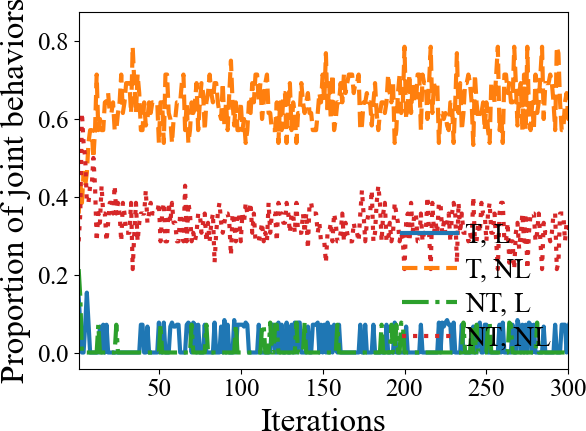 Proportion of joint behaviors
0.8
0.6
0.4
0.2
0.0
T, L
T, NL
NT, L
NT, NL
50
100
150
200
250
300
Iterations